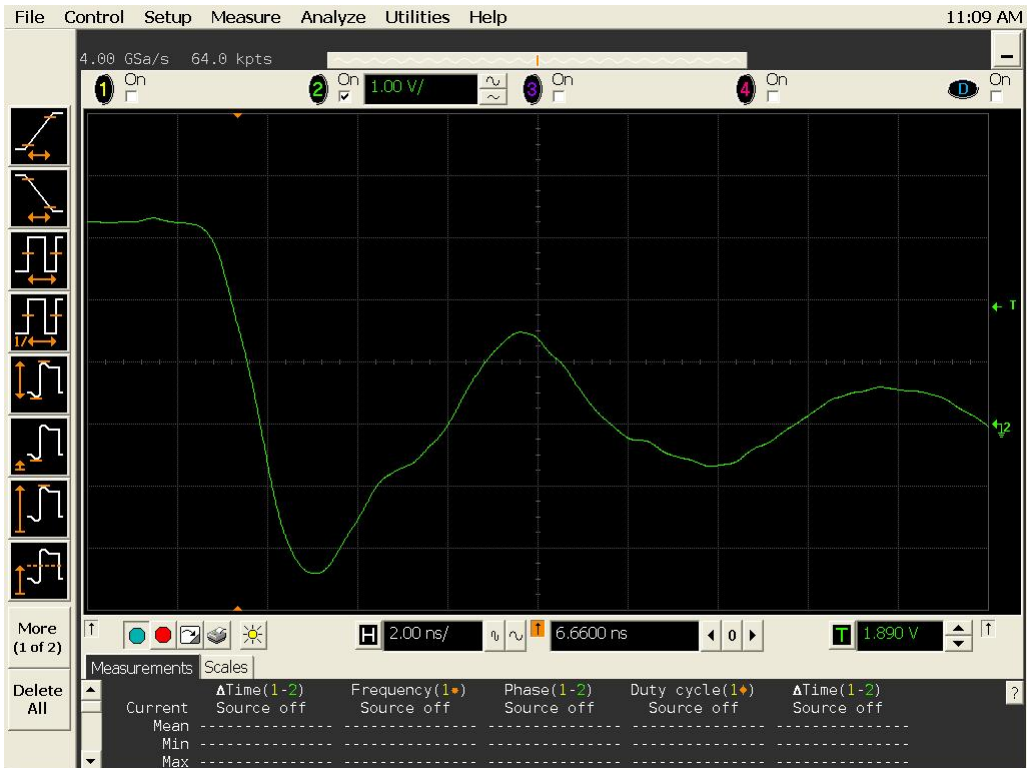 File Control Setup Measure Analyze Utilities Help 11:09 AM
4.00 GSa/s 64.0 kpts
1 On 2 On 1.00 V/ 3 On 4 On D On
1/
T
2
More
(1 of 2)
Delete
All
H 2.00 ns/ 6.6600 ns 0 T 1.890 V
Measurements Scales
ΔTime(1-2) Frequency(1) Phase(1-2) Duty cycle(1) ΔTime(1-2) ?
Current Source off Source off Source off Source off Source off
Mean
Min
Max